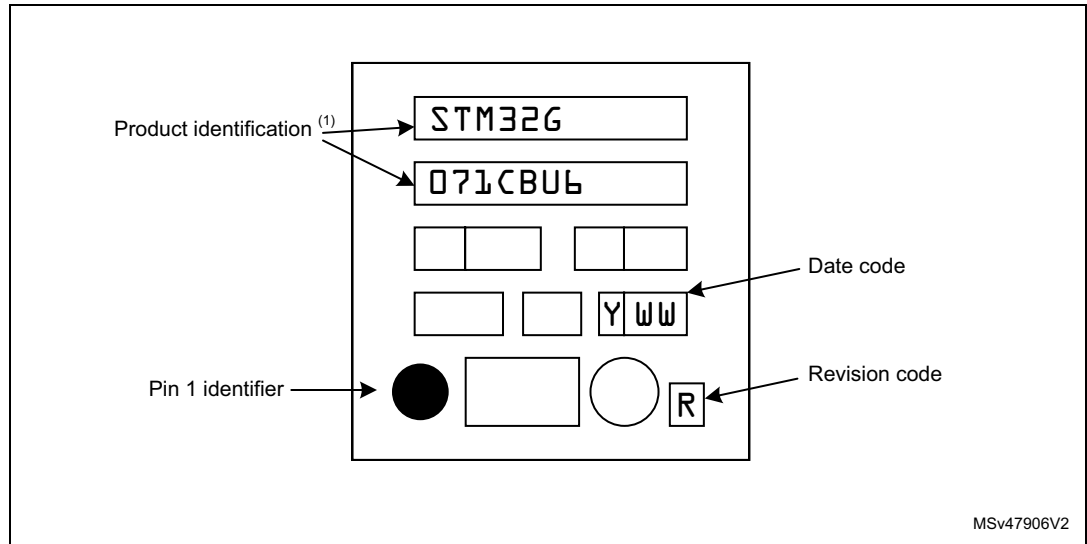 Product identification (1)
STM32G
071CBU6
Date code
Y WW
Pin 1 identifier
Revision code
R
MSv47906V2